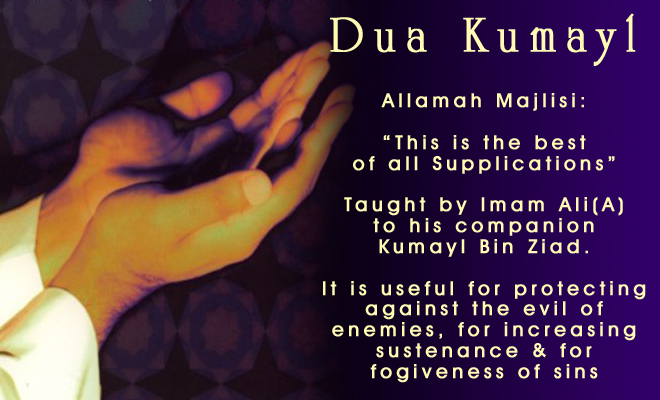 Dua Kumayl
Allamah Majlisi:
“This is the best
of all Supplications”
Taught by Imam Ali(A)
to his companion
Kumayl Bin Ziad.
It is useful for protecting
against the evil of
enemies, for increasing
sustenance & for
fogiveness of sins